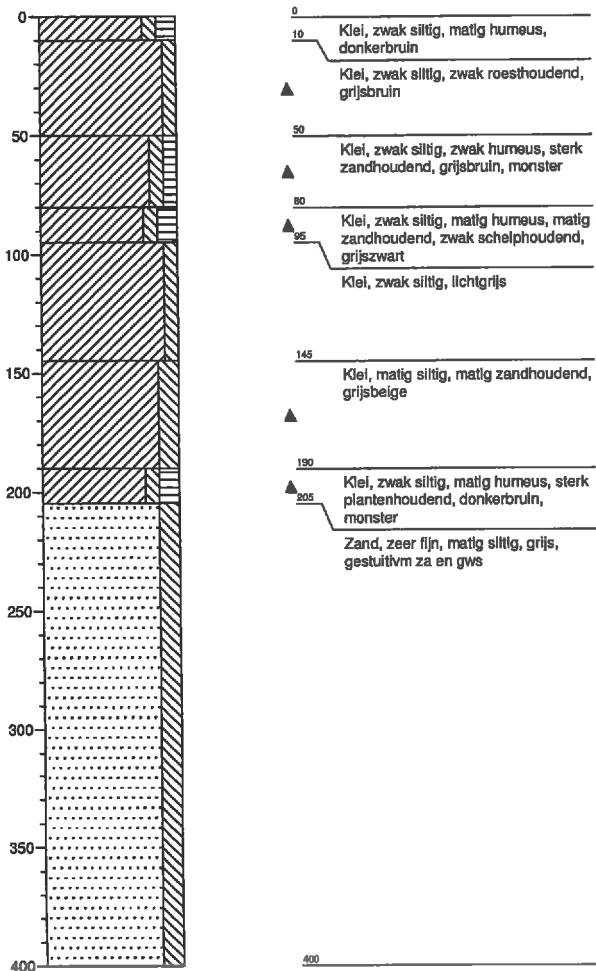 0
50
100
150
200
250
300
350
400
0
Klei, zwak siltig, matig humeus,
donkerbruin
10
Klei, zwak siltig, zwak roesthoudend,
grijsbruin
50
Klei, zwak siltig, zwak humeus, sterk
zandhoudend, grijsbruin, monster
80
Klei, zwak siltig, matig humeus, matig
zandhoudend, zwak schelphoudend,
grijszwart
95
Klei, zwak siltig, lichtgrijs
145
Klei, matig siltig, matig zandhoudend,
grijsbeige
190
Klei, zwak siltig, matig humeus, sterk
plantenhoudend, donkerbruin,
monster
205
Zand, zeer fijn, matig siltig, grijs,
gestuitivm za en gws
400